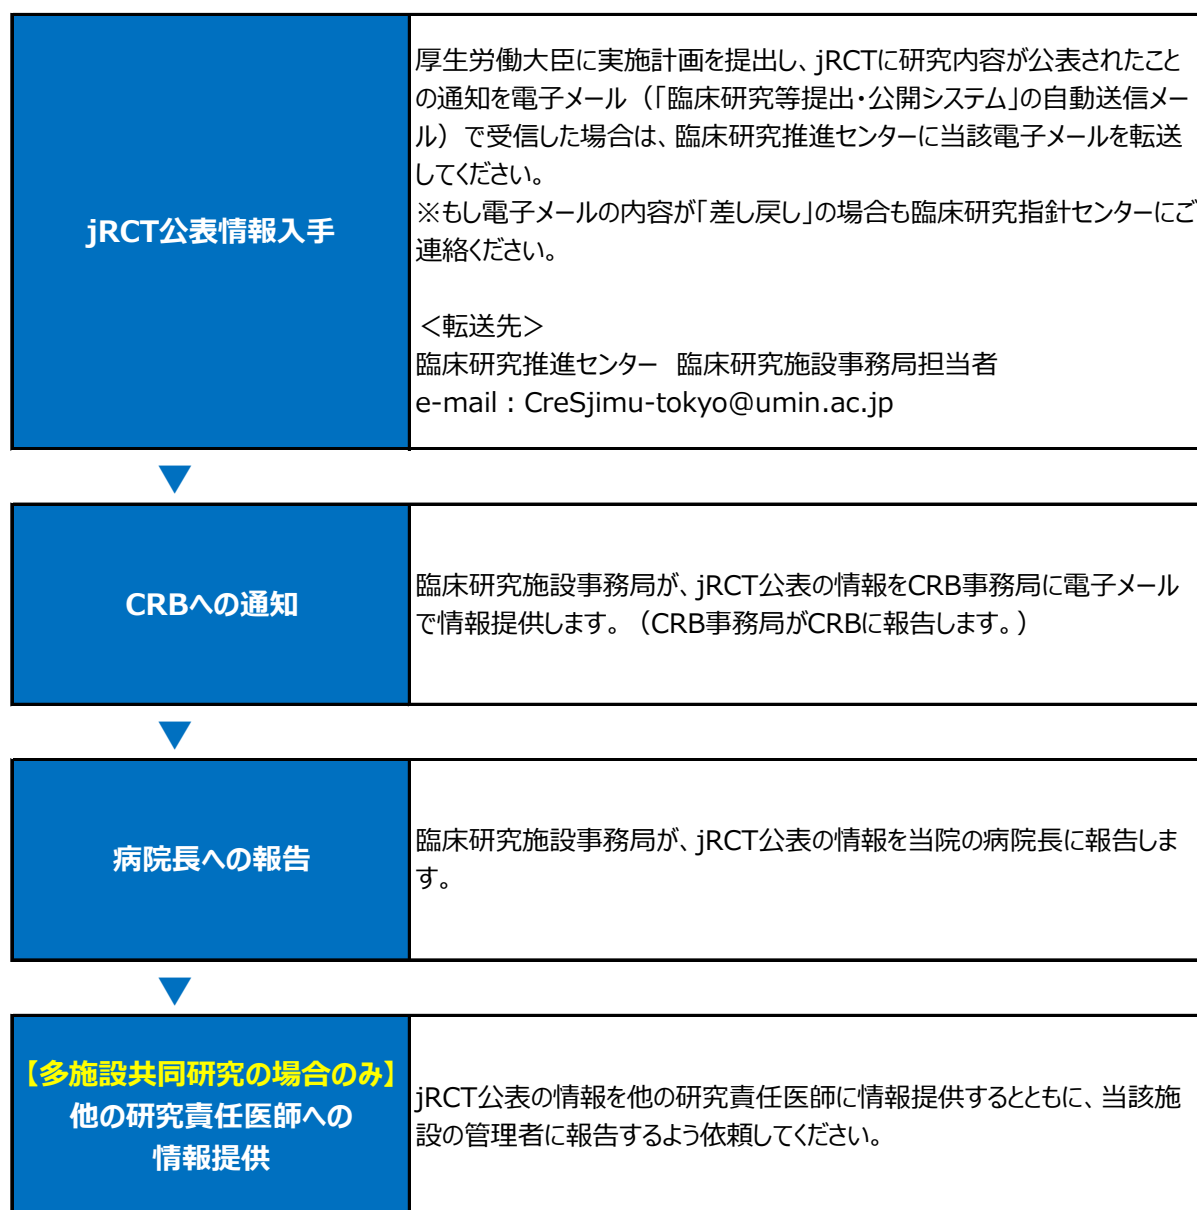 jRCT公表情報入手
厚生労働大臣に実施計画を提出し、jRCTに研究内容が公表されたこと
の通知を電子メール（「臨床研究等提出・公開システム」の自動送信メー
ル）で受信した場合は、臨床研究推進センターに当該電子メールを転送
してください。
※もし電子メールの内容が「差し戻し」の場合も臨床研究指針センターにご
連絡ください。
＜転送先＞
臨床研究推進センター　臨床研究施設事務局担当者
e-mail：CreSjimu-tokyo@umin.ac.jp
CRBへの通知
臨床研究施設事務局が、jRCT公表の情報をCRB事務局に電子メール
で情報提供します。（CRB事務局がCRBに報告します。）
病院長への報告
臨床研究施設事務局が、jRCT公表の情報を当院の病院長に報告しま
す。
【多施設共同研究の場合のみ】
他の研究責任医師への
情報提供
jRCT公表の情報を他の研究責任医師に情報提供するとともに、当該施
設の管理者に報告するよう依頼してください。